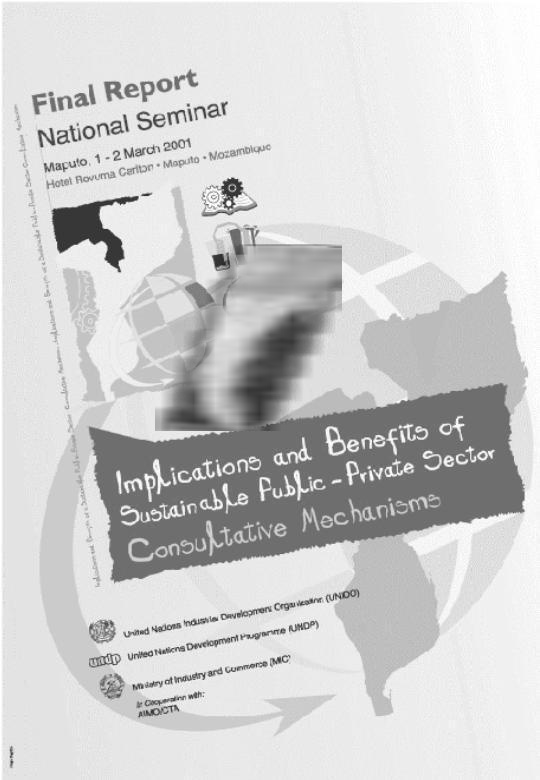 Final Report
National Seminar
Maputo, 1 - 2 March 2001
Hotel Rovuma Carlton • Maputo • Mozambique
Implications and Benefits of
Sustainable Public - Private Sector
Consultative Mechanisms
United Nations Industrial Development Organization (UNIDO)
undp United Nations Development Programme (UNDP)
Ministry of Industry and Commerce (MIC)
In Cooperation with:
AIMO/CTA